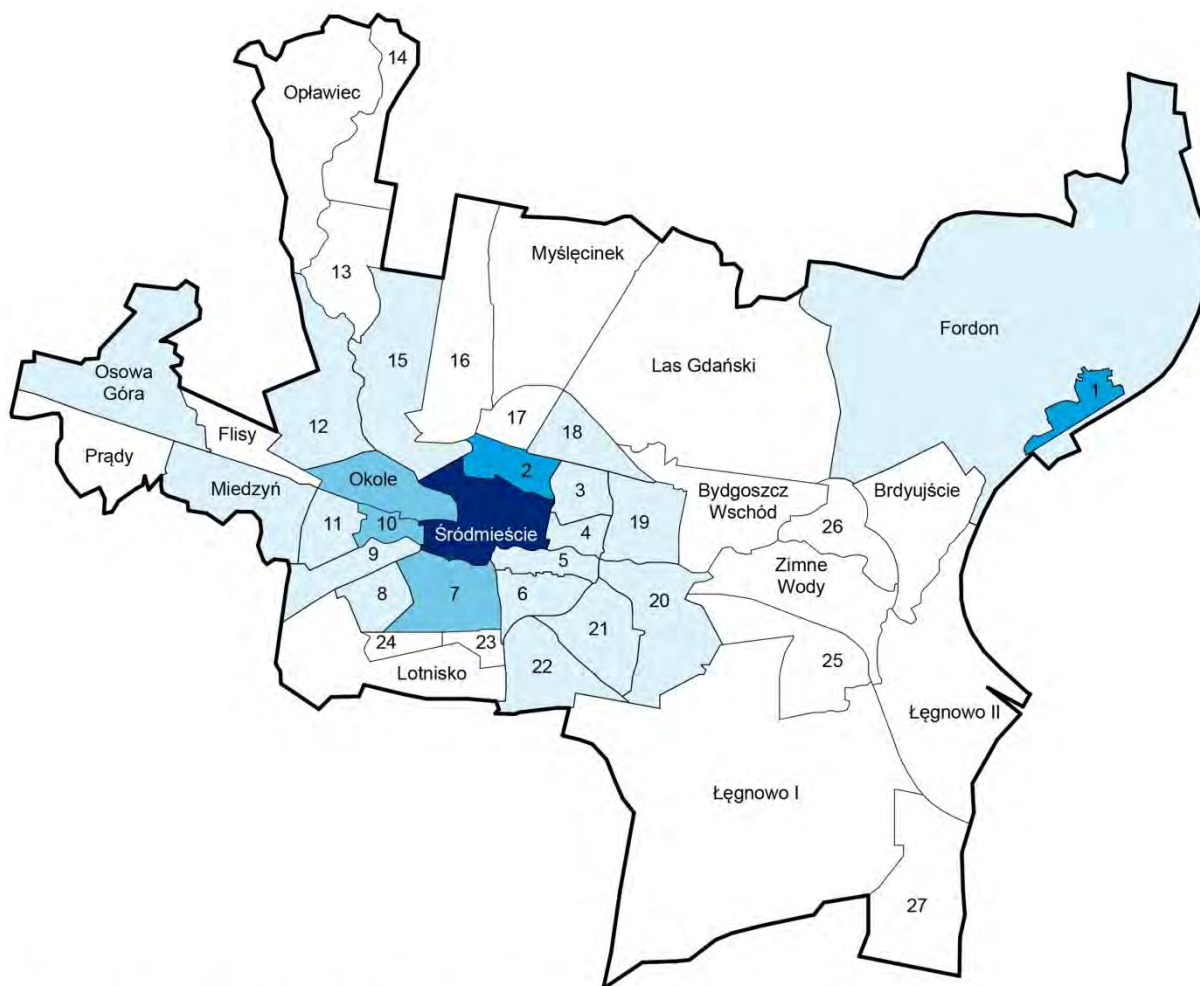 14
Opławiec
Myślęcinek
13
Fordon
15
16
Las Gdański
Osowa
Góra
1
17
12
Flisy
18
Prądy
2
Okole
Miedzyń
3
Bydgoszcz
Wschód
Brdyujście
11
10
19
26
Śródmieście
4
9
5
Zimne
Wody
8
7
6
20
21
24
23
22
25
Lotnisko
Łęgnowo II
Łęgnowo I
27